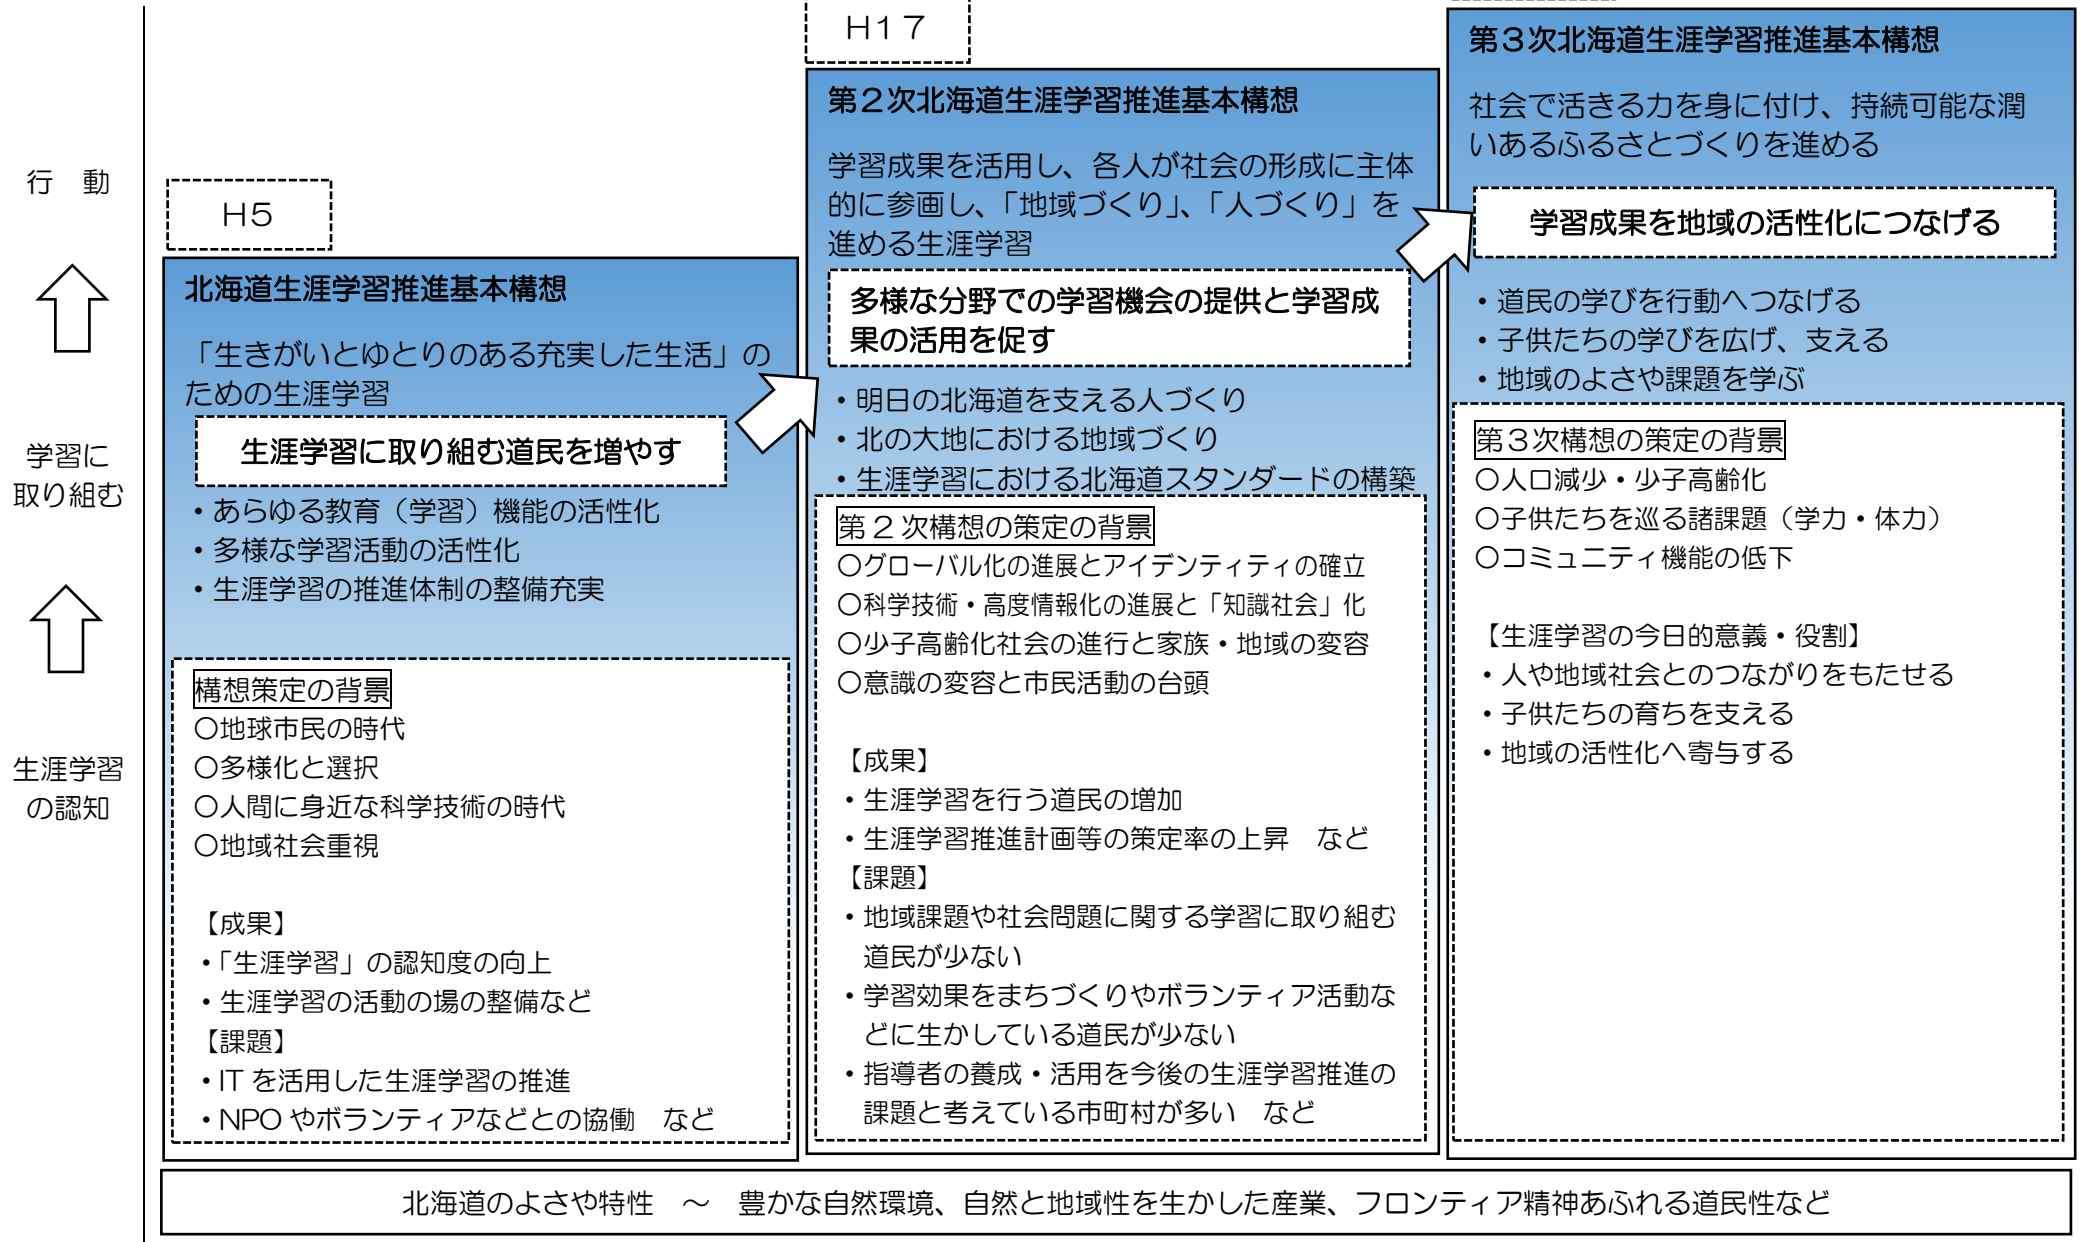 行　動
学習に
取り組む
生涯学習
の認知
H5
北海道生涯学習推進基本構想
「生きがいとゆとりのある充実した生活」の
ための生涯学習
生涯学習に取り組む道民を増やす
・あらゆる教育（学習）機能の活性化
・多様な学習活動の活性化
・生涯学習の推進体制の整備充実
構想策定の背景
〇地球市民の時代
〇多様化と選択
〇人間に身近な科学技術の時代
〇地域社会重視
【成果】
・「生涯学習」の認知度の向上
・生涯学習の活動の場の整備など
【課題】
・IT を活用した生涯学習の推進
・NPO やボランティアなどとの協働　など
H17
第２次北海道生涯学習推進基本構想
学習成果を活用し、各人が社会の形成に主体
的に参画し、「地域づくり」、「人づくり」を
進める生涯学習
多様な分野での学習機会の提供と学習成
果の活用を促す
・明日の北海道を支える人づくり
・北の大地における地域づくり
・生涯学習における北海道スタンダードの構築
第２次構想の策定の背景
〇グローバル化の進展とアイデンティティの確立
〇科学技術・高度情報化の進展と「知識社会」化
〇少子高齢化社会の進行と家族・地域の変容
〇意識の変容と市民活動の台頭
【成果】
・生涯学習を行う道民の増加
・生涯学習推進計画等の策定率の上昇　など
【課題】
・地域課題や社会問題に関する学習に取り組む
道民が少ない
・学習効果をまちづくりやボランティア活動な
どに生かしている道民が少ない
・指導者の養成・活用を今後の生涯学習推進の
課題と考えている市町村が多い　など
第３次北海道生涯学習推進基本構想
社会で活きる力を身に付け、持続可能な潤
いあるふるさとづくりを進める
学習成果を地域の活性化につなげる
・道民の学びを行動へつなげる
・子供たちの学びを広げ、支える
・地域のよさや課題を学ぶ
第３次構想の策定の背景
〇人口減少・少子高齢化
〇子供たちを巡る諸課題（学力・体力）
〇コミュニティ機能の低下
【生涯学習の今日的意義・役割】
・人や地域社会とのつながりをもたせる
・子供たちの育ちを支える
・地域の活性化へ寄与する
北海道のよさや特性　～　豊かな自然環境、自然と地域性を生かした産業、フロンティア精神あふれる道民性など